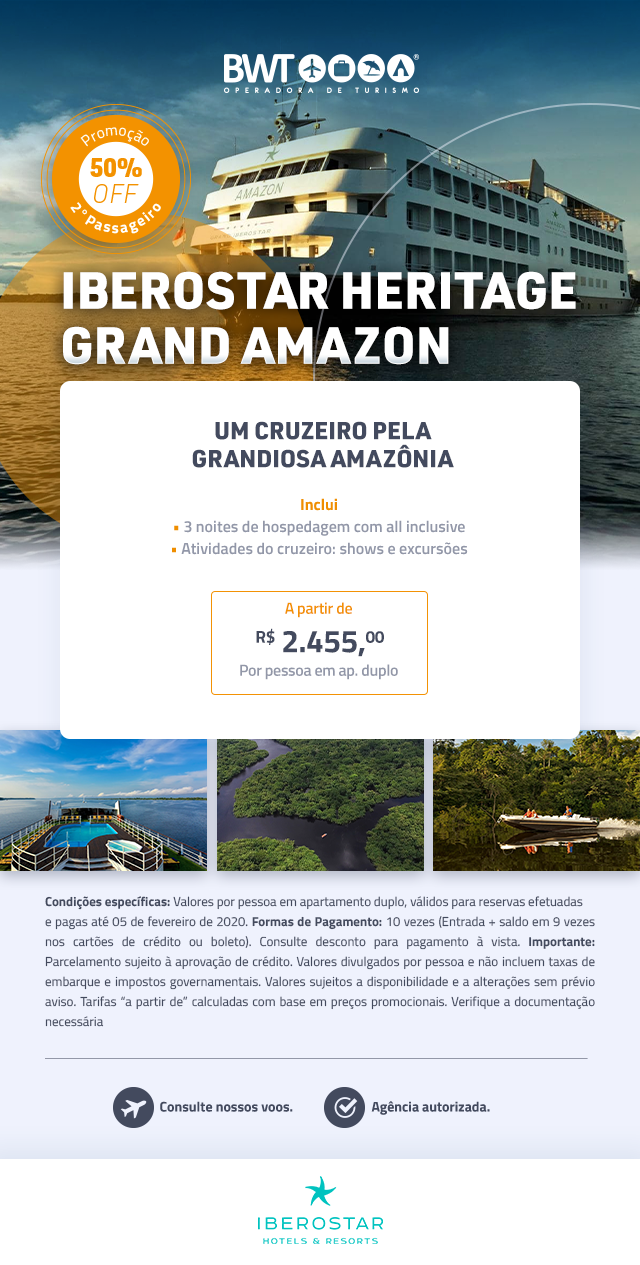 BWT
OPERADORA DE TURISMO
Promoção
50%
OFF
2º Passageiro
AMAZON
IBEROSTAR
IBEROSTAR HERITAGE
GRAND AMAZON
UM CRUZEIRO PELA
GRANDIOSA AMAZÔNIA
Inclui
▪ 3 noites de hospedagem com all inclusive
▪ Atividades do cruzeiro: shows e excursões
A partir de
R$ 2.455,00
Por pessoa em ap. duplo
Condições específicas: Valores por pessoa em apartamento duplo, válidos para reservas efetuadas
e pagas até 05 de fevereiro de 2020. Formas de Pagamento: 10 vezes (Entrada + saldo em 9 vezes
nos cartões de crédito ou boleto). Consulte desconto para pagamento à vista. Importante:
Parcelamento sujeito à aprovação de crédito. Valores divulgados por pessoa e não incluem taxas de
embarque e impostos governamentais. Valores sujeitos a disponibilidade e a alterações sem prévio
aviso. Tarifas “a partir de” calculadas com base em preços promocionais. Verifique a documentação
necessária
Consulte nossos voos.
Agência autorizada.
IBEROSTAR
HOTELS & RESORTS